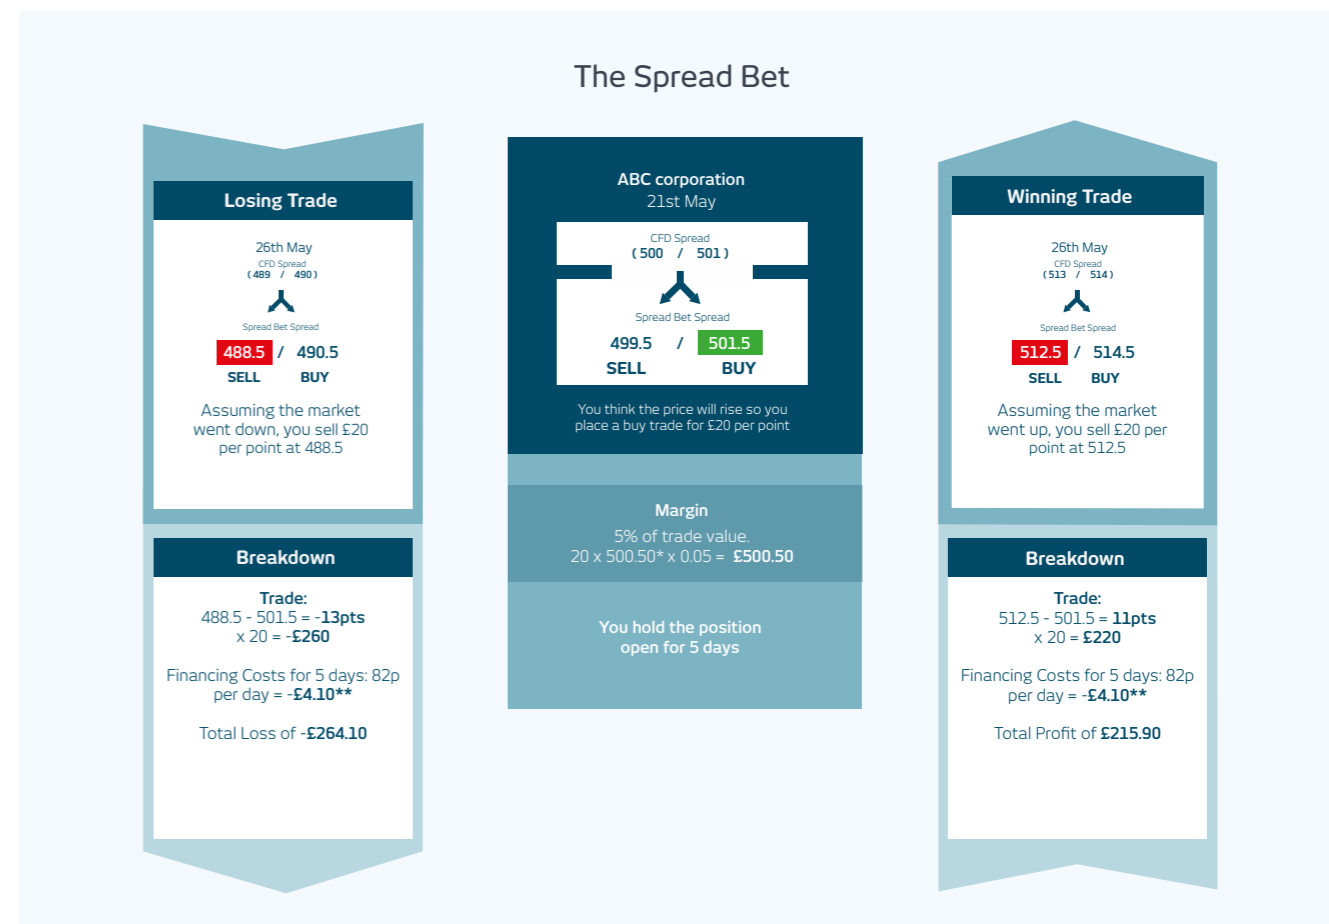 The Spread Bet
Losing Trade
26th May
CFD Spread
( 489 / 490 )
Spread Bet Spread
488.5 / 490.5
SELL BUY
Assuming the market
went down, you sell £20
per point at 488.5
Breakdown
Trade:
488.5 - 501.5 = -13pts
x 20 = -£260
Financing Costs for 5 days: 82p
per day = -£4.10**
Total Loss of -£264.10
ABC corporation
21st May
CFD Spread
( 500 / 501 )
Spread Bet Spread
499.5 / 501.5
SELL BUY
You think the price will rise so you
place a buy trade for £20 per point
Margin
5% of trade value.
20 x 500.50* x 0.05 = £500.50
You hold the position
open for 5 days
Winning Trade
26th May
CFD Spread
( 513 / 514 )
Spread Bet Spread
512.5 / 514.5
SELL BUY
Assuming the market
went up, you sell £20 per
point at 512.5
Breakdown
Trade:
512.5 - 501.5 = 11pts
x 20 = £220
Financing Costs for 5 days: 82p
per day = -£4.10**
Total Profit of £215.90